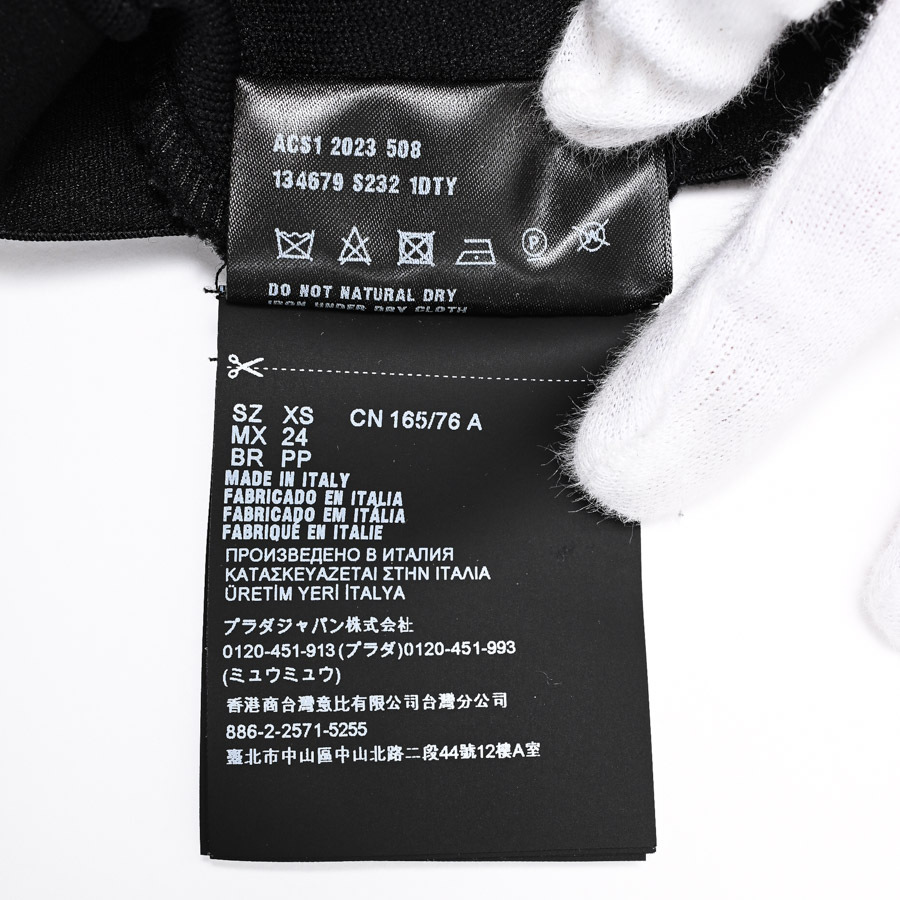 ACS1 2023 508
134679 S232 1DTY
P
DO NOT NATURAL DRY
IRON UNDER DRY CLOTH
SZ XS CN 165/76 A
MX 24
BR PP
MADE IN ITALY
FABRICADO EN ITALIA
FABRICADO EM ITÁLIA
FABRIQUÉ EN ITALIE
ПРОИЗВЕДЕНО В ИТАЛИЯ
ΚΑΤΑΣΚΕΥΑΖΕΤΑΙ ΣΤΗΝ ΙΤΑΛΙΑ
ÜRETİM YERİ İTALYA
プラダジャパン株式会社
0120-451-913(プラダ)0120-451-993
(ミュウミュウ)
香港商台灣意比有限公司台灣分公司
886-2-2571-5255
臺北市中山區中山北路二段44號12樓A室